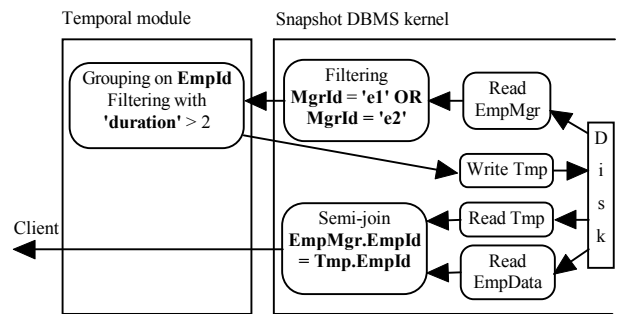 Temporal module
Snapshot DBMS kernel
Grouping on EmpId
Filtering with
'duration' > 2
Filtering
MgrId = 'e1' OR
MgrId = 'e2'
Read
EmpMgr
D
i
s
k
Write Tmp
Client
Semi-join
EmpMgr.EmpId
= Tmp.EmpId
Read Tmp
Read
EmpData